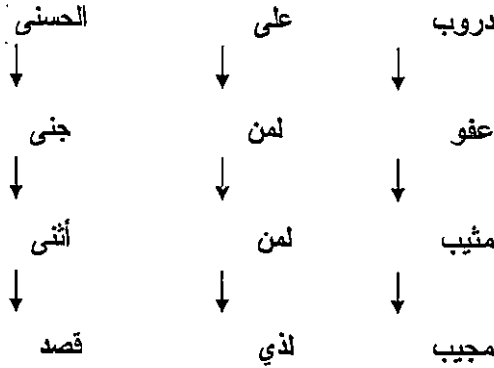 دروب على الحسنى
عفو لمن جنى
مثيب لمن أثنى
مجيب لذي قصد